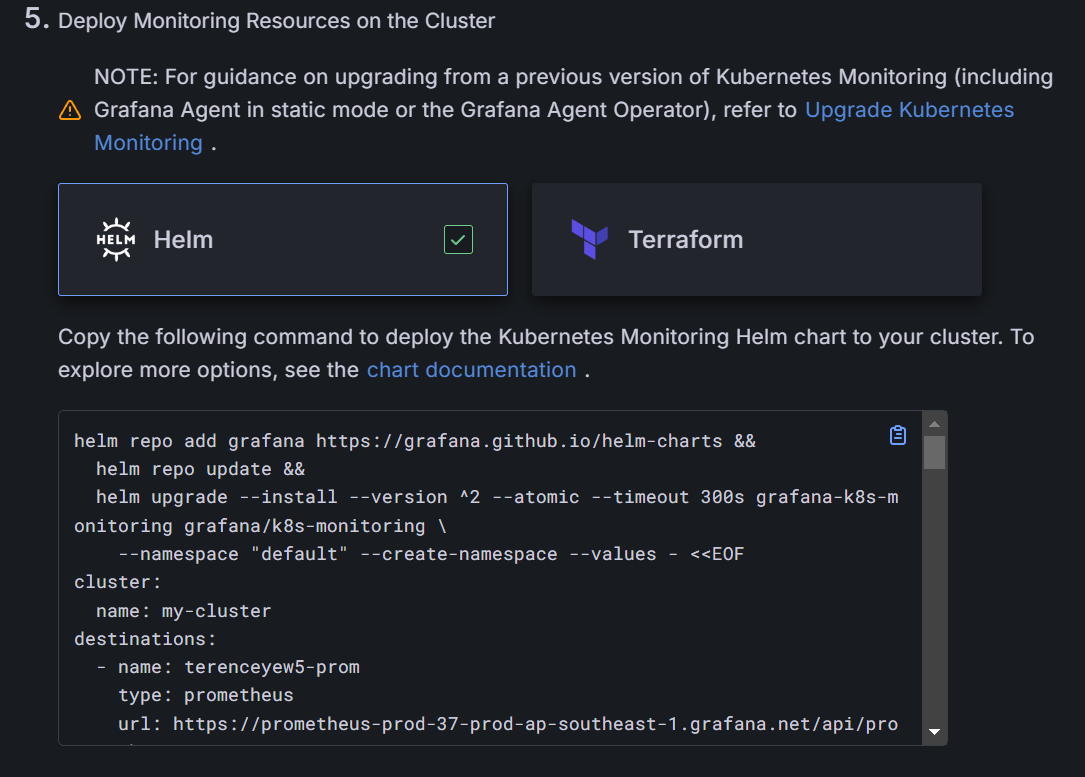 5. Deploy Monitoring Resources on the Cluster
NOTE: For guidance on upgrading from a previous version of Kubernetes Monitoring (including
Grafana Agent in static mode or the Grafana Agent Operator), refer to Upgrade Kubernetes
Monitoring .
HELM Helm
Terraform
Copy the following command to deploy the Kubernetes Monitoring Helm chart to your cluster. To
explore more options, see the chart documentation .
helm repo add grafana https://grafana.github.io/helm-charts &&
  helm repo update &&
  helm upgrade --install --version ^2 --atomic --timeout 300s grafana-k8s-m
onitoring grafana/k8s-monitoring \
    --namespace "default" --create-namespace --values - <<EOF
cluster:
  name: my-cluster
destinations:
  - name: terenceyew5-prom
    type: prometheus
    url: https://prometheus-prod-37-prod-ap-southeast-1.grafana.net/api/pro